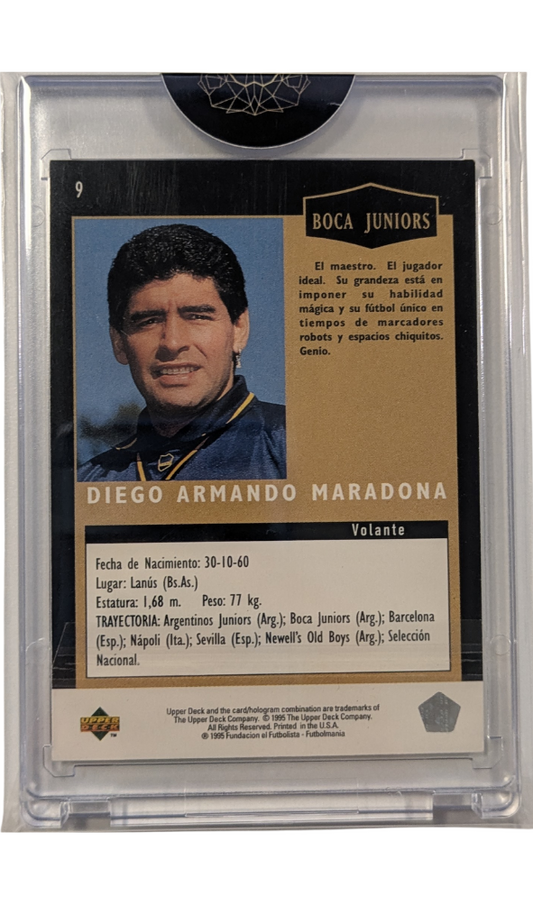 9
BOCA JUNIORS
El maestro. El jugador
ideal. Su grandeza está en
imponer su habilidad
mágica y su fútbol único en
tiempos de marcadores
robots y espacios chiquitos.
Genio.
DIEGO ARMANDO MARADONA
Volante
Fecha de Nacimiento: 30-10-60
Lugar: Lanús (Bs.As.)
Estatura: 1,68 m. Peso: 77 kg.
TRAYECTORIA: Argentinos Juniors (Arg.); Boca Juniors (Arg.); Barcelona
(Esp.); Nápoli (Ita.); Sevilla (Esp.); Newell's Old Boys (Arg.); Selección
Nacional.
Upper Deck and the card/hologram combination are trademarks of
The Upper Deck Company. © 1995 The Upper Deck Company.
All Rights Reserved. Printed in the U.S.A.
℗ 1995 Fundacion el Futbolista - Futbolmania
UPPER
DECK
™